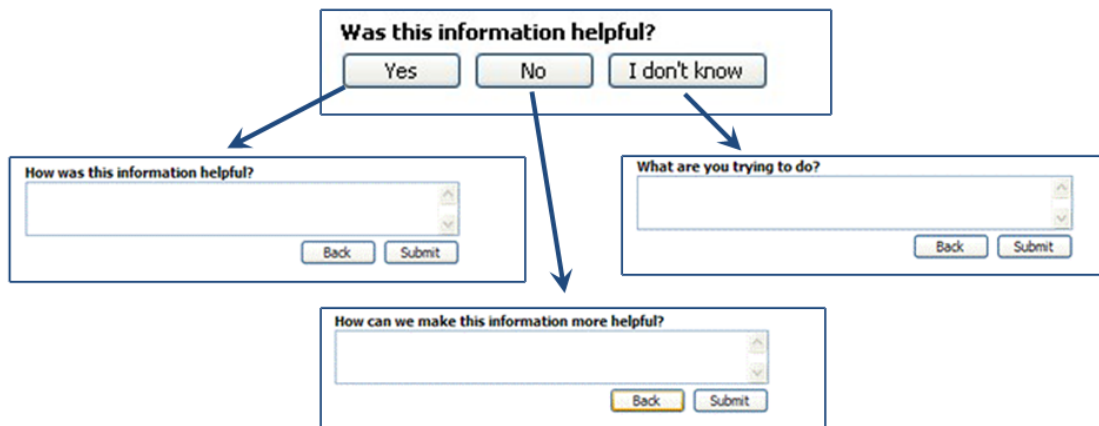 Was this information helpful?
Yes No I don't know
How was this information helpful?
Back Submit
What are you trying to do?
Back Submit
How can we make this information more helpful?
Back Submit